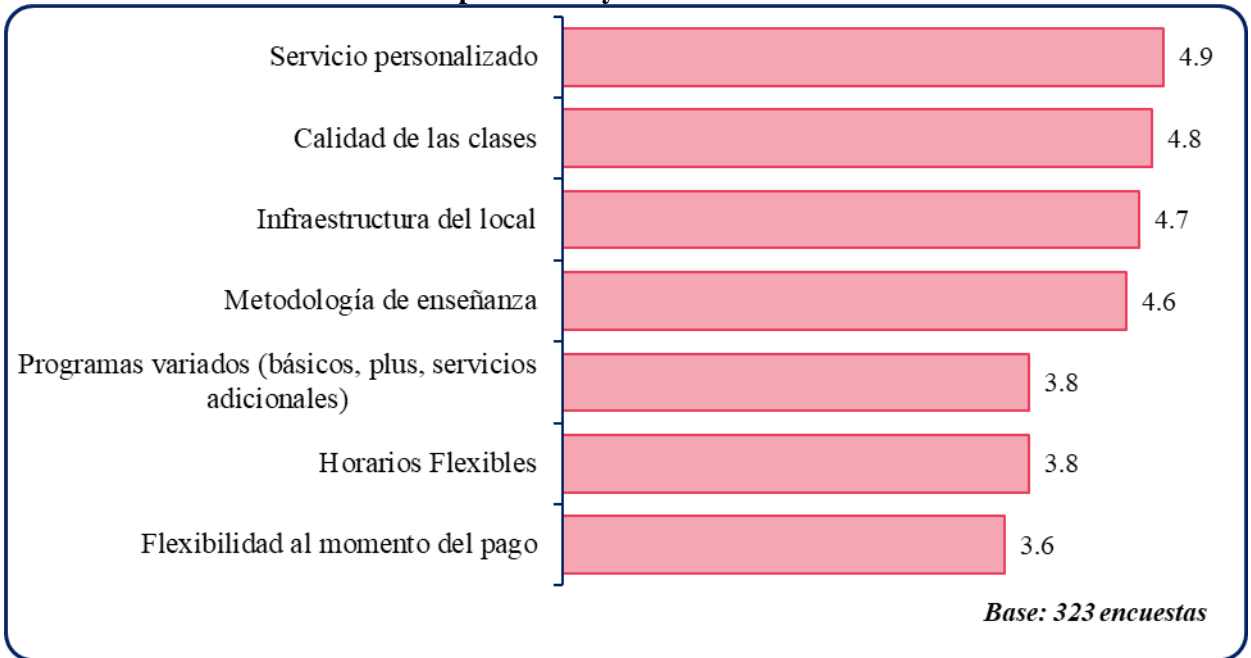 Servicio personalizado 4.9
Calidad de las clases 4.8
Infraestructura del local 4.7
Metodología de enseñanza 4.6
Programas variados (básicos, plus, servicios
adicionales) 3.8
Horarios Flexibles 3.8
Flexibilidad al momento del pago 3.6
Base: 323 encuestas